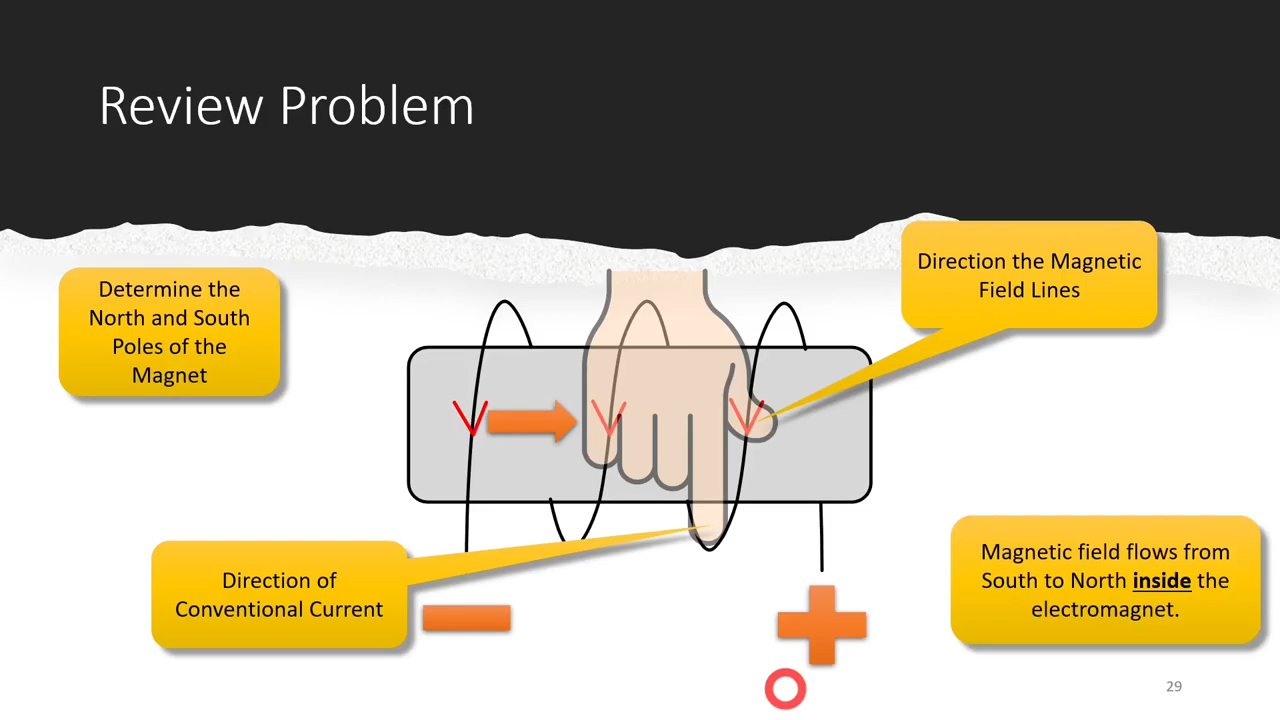 Review Problem
Determine the
North and South
Poles of the
Magnet
Direction the Magnetic
Field Lines
Direction of
Conventional Current
Magnetic field flows from
South to North inside the
electromagnet.
29